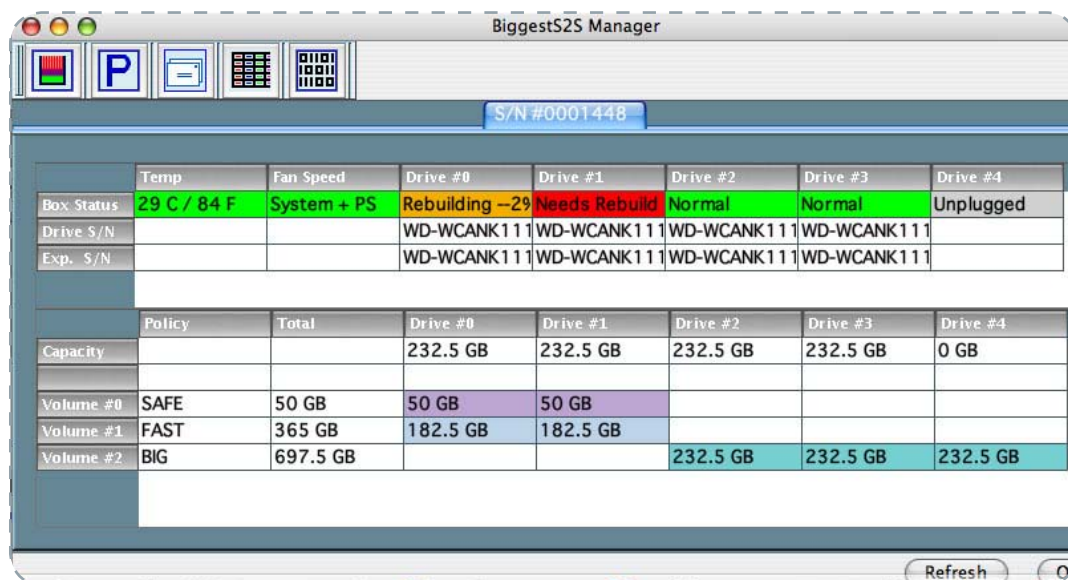 BiggestS2S Manager
P
S/N #0001448
Temp Fan Speed Drive #0 Drive #1 Drive #2 Drive #3 Drive #4
Box Status 29 C / 84 F System + PS Rebuilding --29 Needs Rebuild Normal Normal Unplugged
Drive S/N WD-WCANK111 WD-WCANK111 WD-WCANK111 WD-WCANK111
Exp. S/N WD-WCANK111 WD-WCANK111 WD-WCANK111 WD-WCANK111
Policy Total Drive #0 Drive #1 Drive #2 Drive #3 Drive #4
Capacity 232.5 GB 232.5 GB 232.5 GB 232.5 GB 0 GB
Volume #0 SAFE 50 GB 50 GB 50 GB
Volume #1 FAST 365 GB 182.5 GB 182.5 GB
Volume #2 BIG 697.5 GB 232.5 GB 232.5 GB 232.5 GB
Refresh